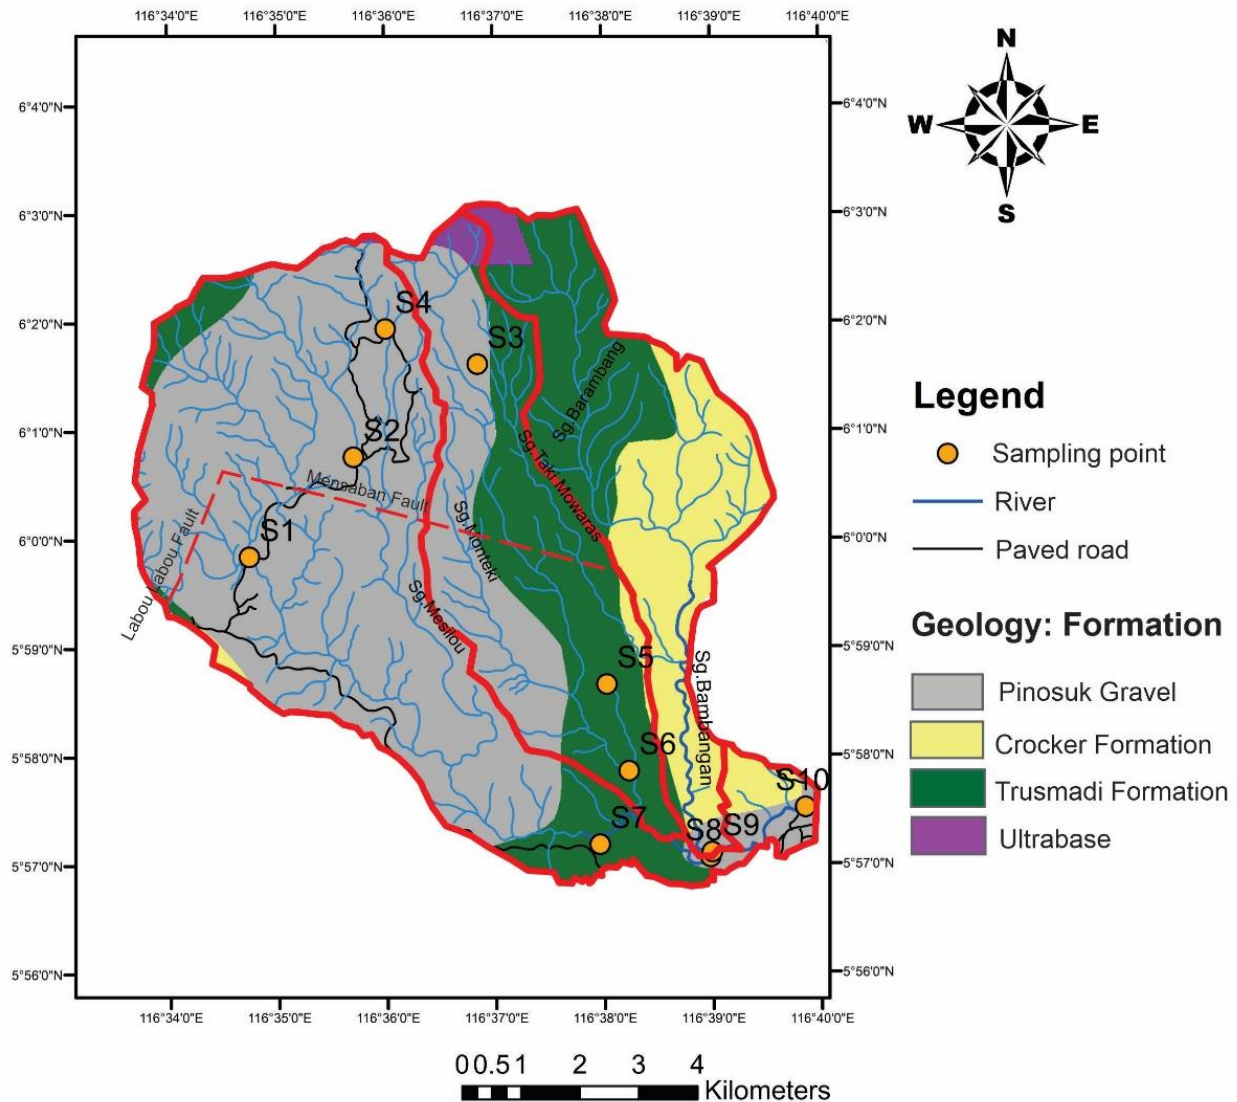 116°34'0"E
116°35'0"E
116°36'0"E
116°37'0"E
116°38'0"E
116°39'0"E
116°40'0"E
6°4'0"N
6°3'0"N
6°2'0"N
6°1'0"N
6°0'0"N
5°59'0"N
5°58'0"N
5°57'0"N
5°56'0"N
6°4'0"N
6°3'0"N
6°2'0"N
6°1'0"N
6°0'0"N
5°59'0"N
5°58'0"N
5°57'0"N
5°56'0"N
S4
S3
Sg.Barambang
S2
Sg.Taki Mowaras
Mensaban Fault
Sg.Monteki
S1
Labou Labou Fault
Sg.Mesilou
S5
Sg.Bambangan
S6
S10
S7
S8
S9
116°34'0"E
116°35'0"E
116°36'0"E
116°37'0"E
116°38'0"E
116°39'0"E
116°40'0"E
0 0.5 1 2 3 4
Kilometers
N
W
E
S
Legend
Sampling point
River
Paved road
Geology: Formation
Pinosuk Gravel
Crocker Formation
Trusmadi Formation
Ultrabase